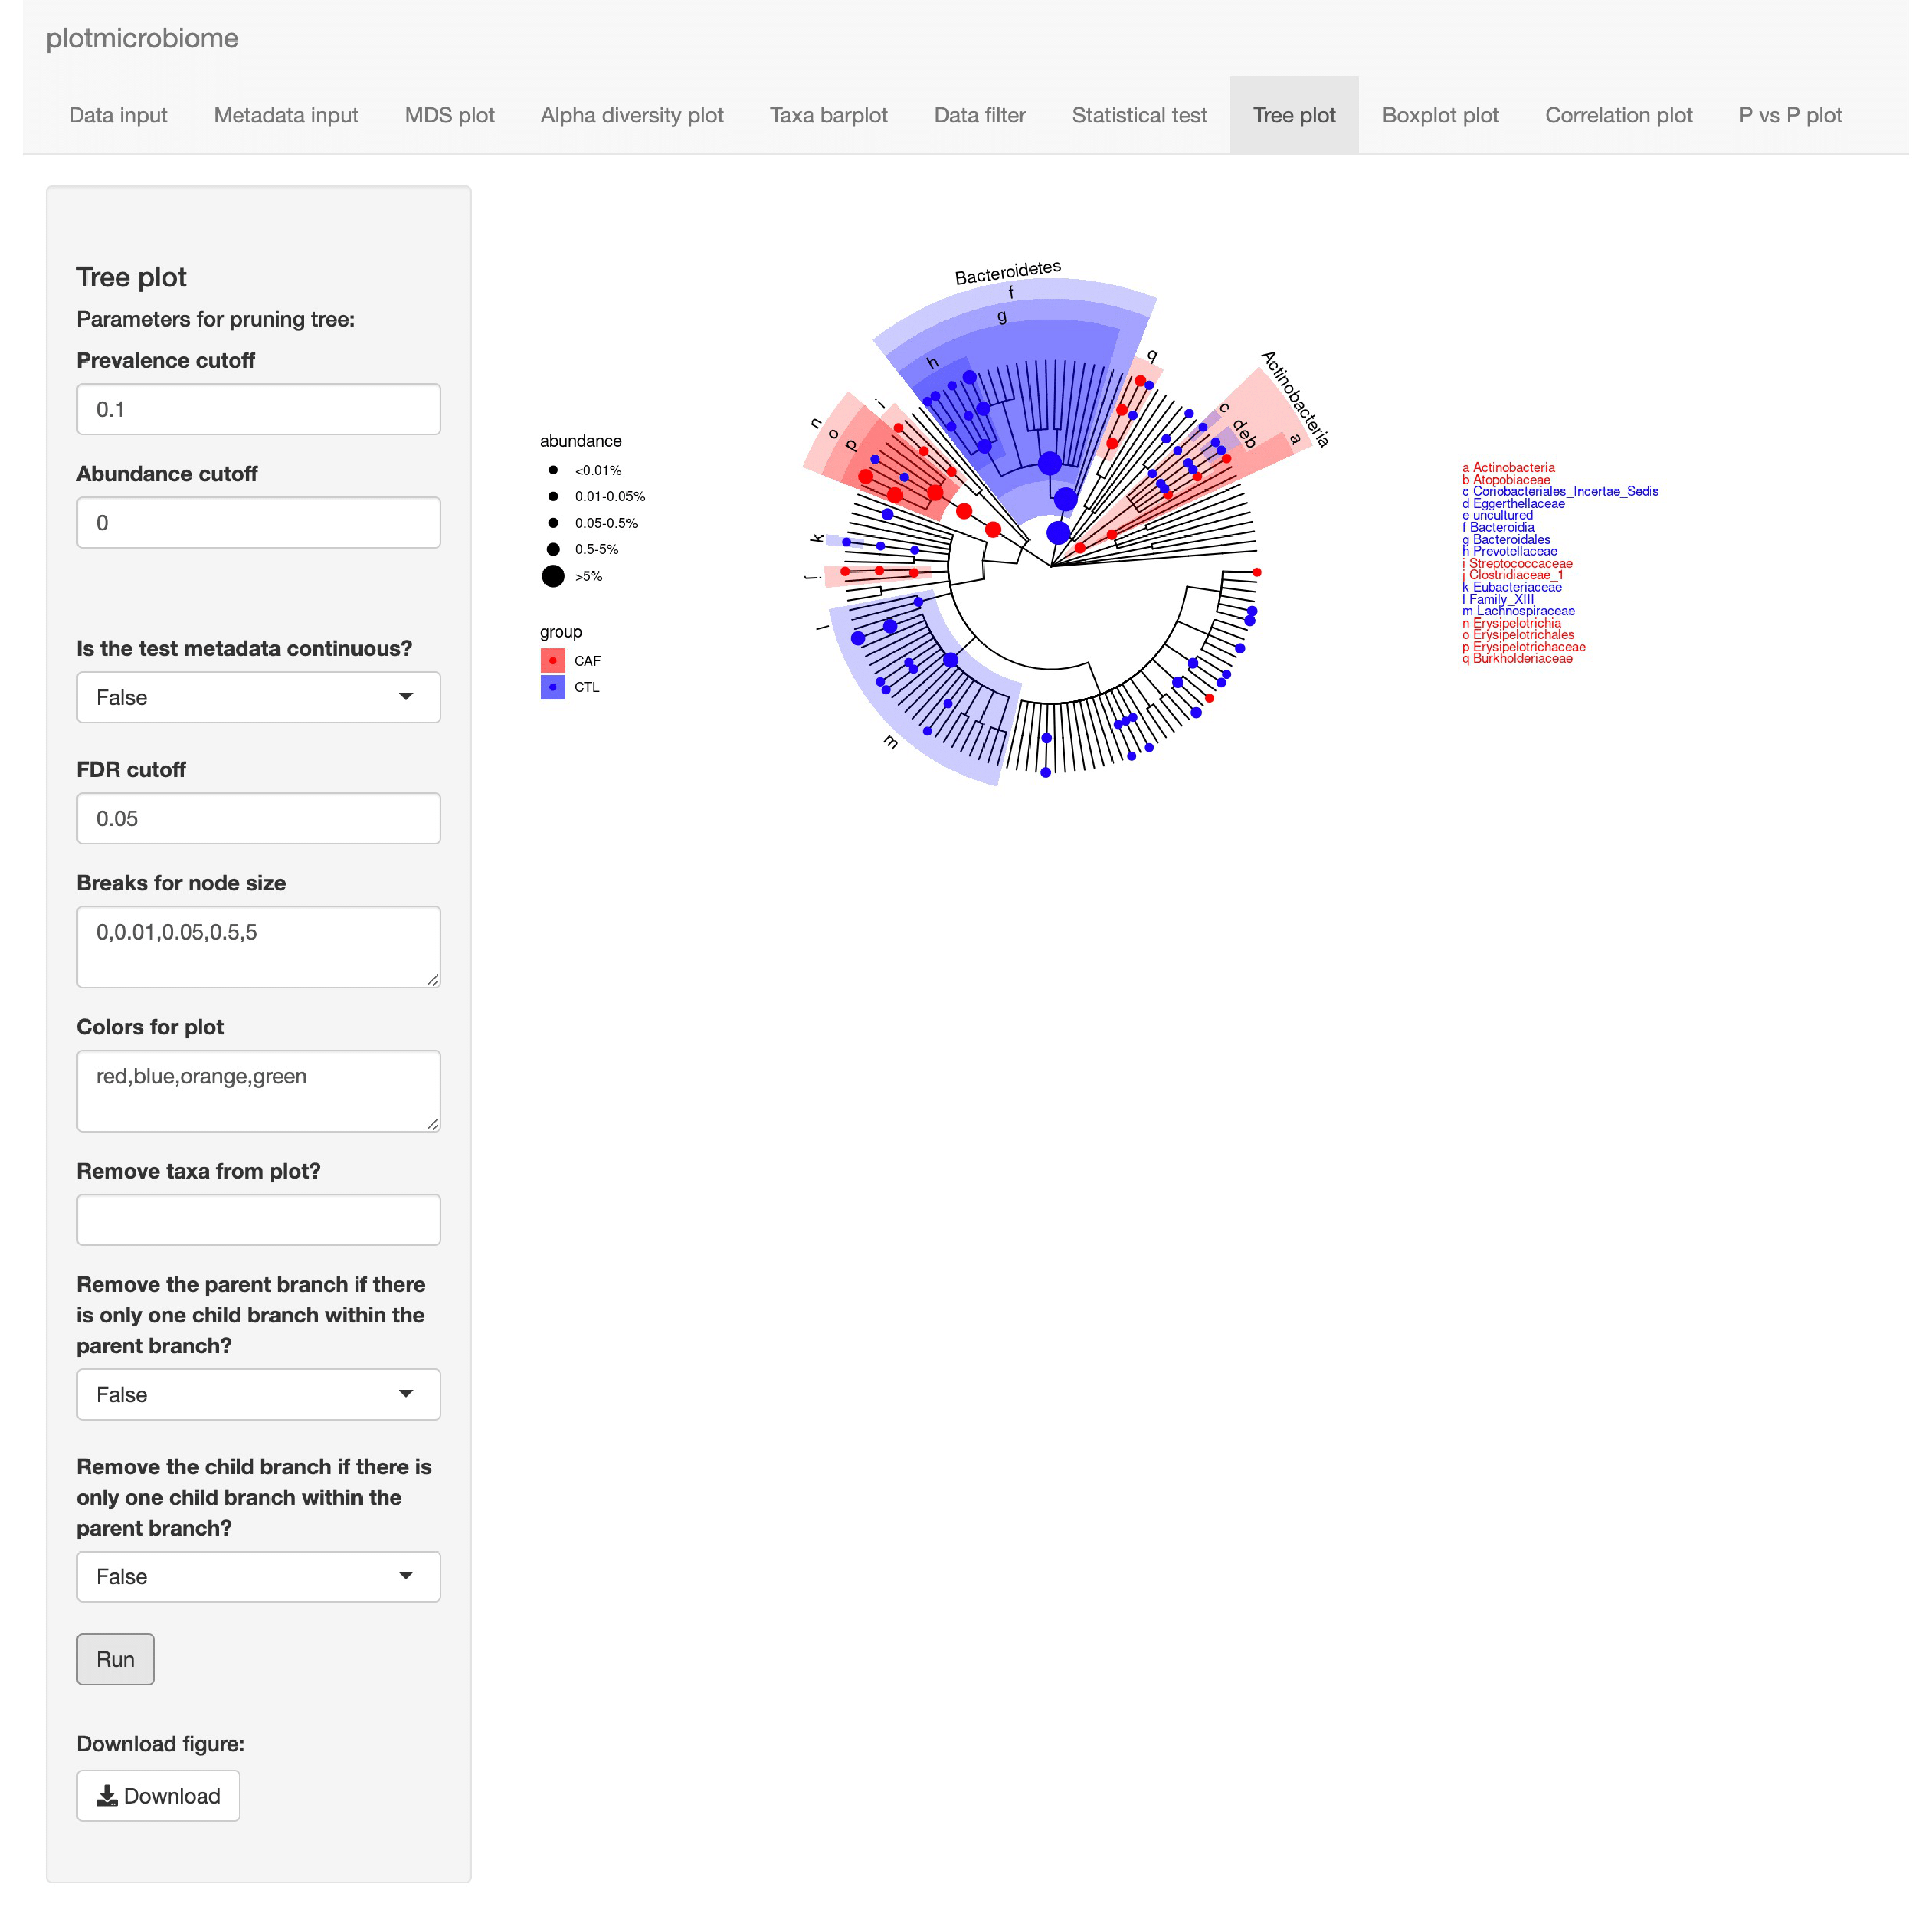 plotmicrobiome
Data input Metadata input MDS plot Alpha diversity plot Taxa barplot Data filter Statistical test Tree plot Boxplot plot Correlation plot P vs P plot
Tree plot
Parameters for pruning tree:
Prevalence cutoff
0.1
Abundance cutoff
0
Is the test metadata continuous?
False
FDR cutoff
0.05
Breaks for node size
0,0.01,0.05,0.5,5
Colors for plot
red,blue,orange,green
Remove taxa from plot?
Remove the parent branch if there
is only one child branch within the
parent branch?
False
Remove the child branch if there is
only one child branch within the
parent branch?
False
Run
Download figure:
Download
abundance
<0.01%
0.01-0.05%
0.05-0.5%
0.5-5%
>5%
group
CAF
CTL
Bacteroidetes
f
g
h
q
Actinobacteria
c
d e b
a
i
n
o
p
k
j
l
m
a Actinobacteria
b Atopobiaceae
c Coriobacteriales_Incertae_Sedis
d Eggerthellaceae
e uncultured
f Bacteroidia
g Bacteroidales
h Prevotellaceae
i Streptococcaceae
j Clostridiaceae_1
k Eubacteriaceae
l Family_XIII
m Lachnospiraceae
n Erysipelotrichia
o Erysipelotrichales
p Erysipelotrichaceae
q Burkholderiaceae